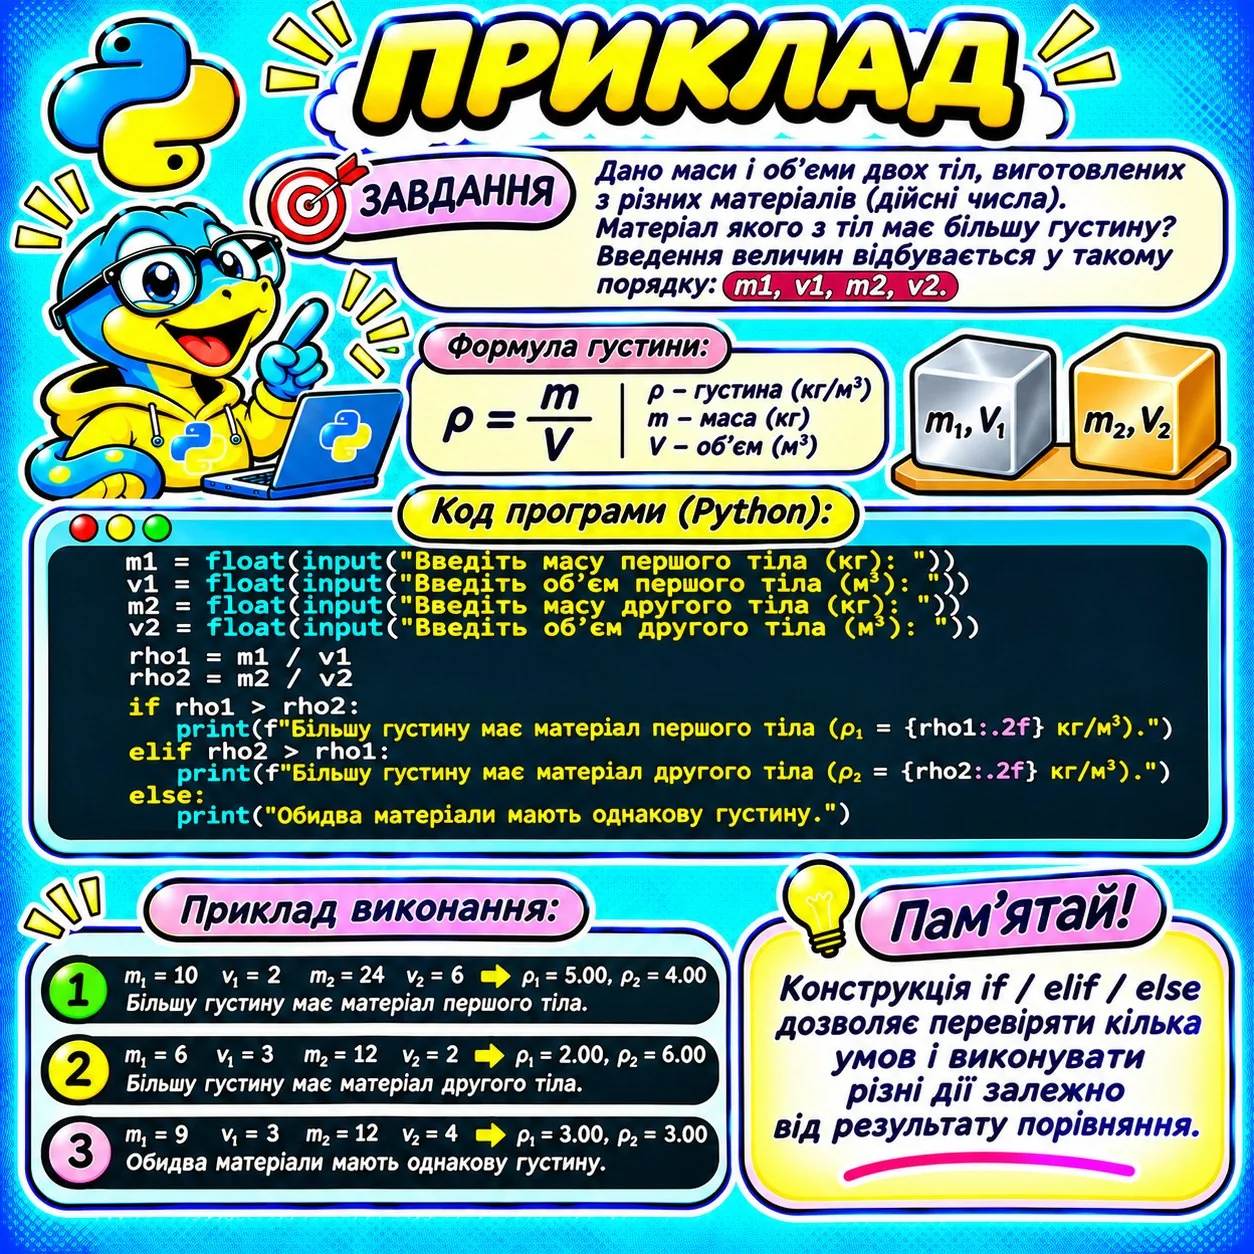 ПРИКЛАД
ЗАВДАННЯ
Дано маси і об’єми двох тіл, виготовлених
з різних матеріалів (дійсні числа).
Матеріал якого з тіл має більшу густину?
Введення величин відбувається у такому
порядку: m1, v1, m2, v2.
Формула густини:
ρ = m / V
ρ – густина (кг/м³)
m – маса (кг)
V – об’єм (м³)
m₁, V₁
m₂, V₂
Код програми (Python):
m1 = float(input("Введіть масу першого тіла (кг): "))
v1 = float(input("Введіть об’єм першого тіла (м³): "))
m2 = float(input("Введіть масу другого тіла (кг): "))
v2 = float(input("Введіть об’єм другого тіла (м³): "))
rho1 = m1 / v1
rho2 = m2 / v2
if rho1 > rho2:
    print(f"Більшу густину має матеріал першого тіла (ρ₁ = {rho1:.2f} кг/м³).")
elif rho2 > rho1:
    print(f"Більшу густину має матеріал другого тіла (ρ₂ = {rho2:.2f} кг/м³).")
else:
    print("Обидва матеріали мають однакову густину.")
Приклад виконання:
1 m₁ = 10 v₁ = 2 m₂ = 24 v₂ = 6 → ρ₁ = 5.00, ρ₂ = 4.00
Більшу густину має матеріал першого тіла.
2 m₁ = 6 v₁ = 3 m₂ = 12 v₂ = 2 → ρ₁ = 2.00, ρ₂ = 6.00
Більшу густину має матеріал другого тіла.
3 m₁ = 9 v₁ = 3 m₂ = 12 v₂ = 4 → ρ₁ = 3.00, ρ₂ = 3.00
Обидва матеріали мають однакову густину.
Пам’ятай!
Конструкція if / elif / else
дозволяє перевіряти кілька
умов і виконувати
різні дії залежно
від результату порівняння.